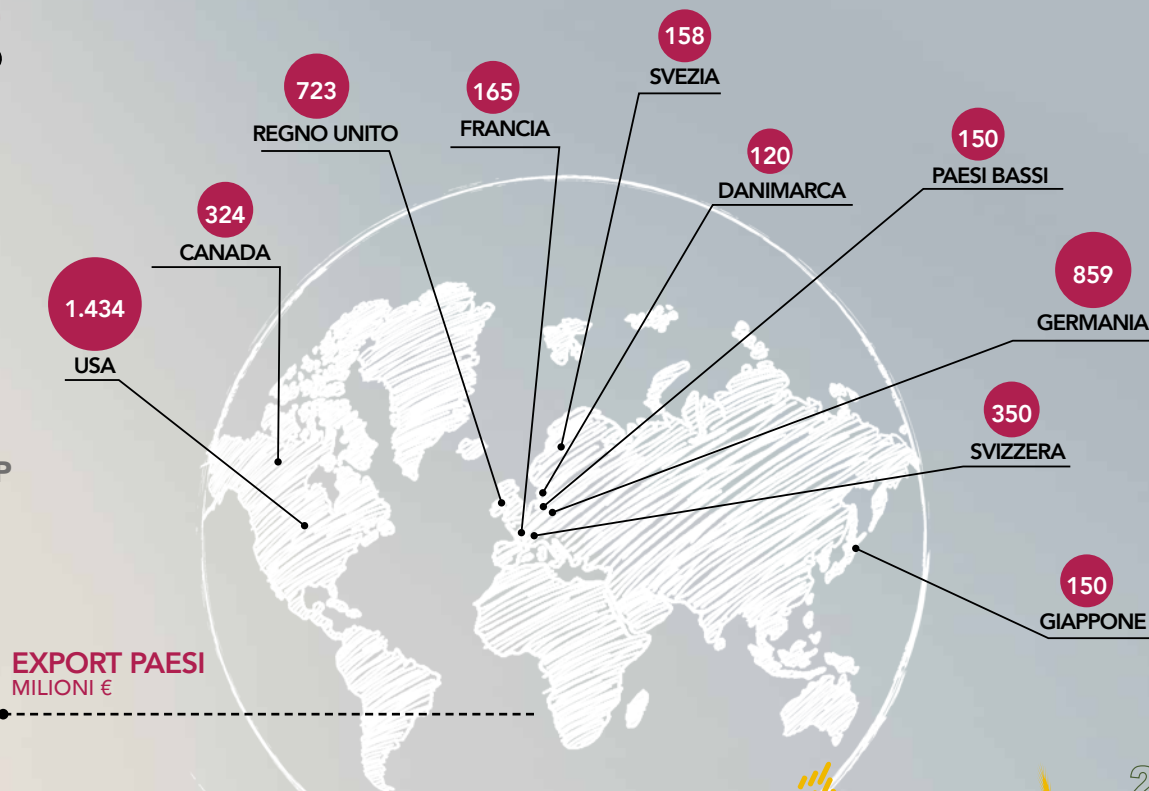 158
SVEZIA
723
REGNO UNITO
165
FRANCIA
120
DANIMARCA
150
PAESI BASSI
324
CANADA
859
GERMANIA
1.434
USA
350
SVIZZERA
P
150
GIAPPONE
EXPORT PAESI
MILIONI €
2